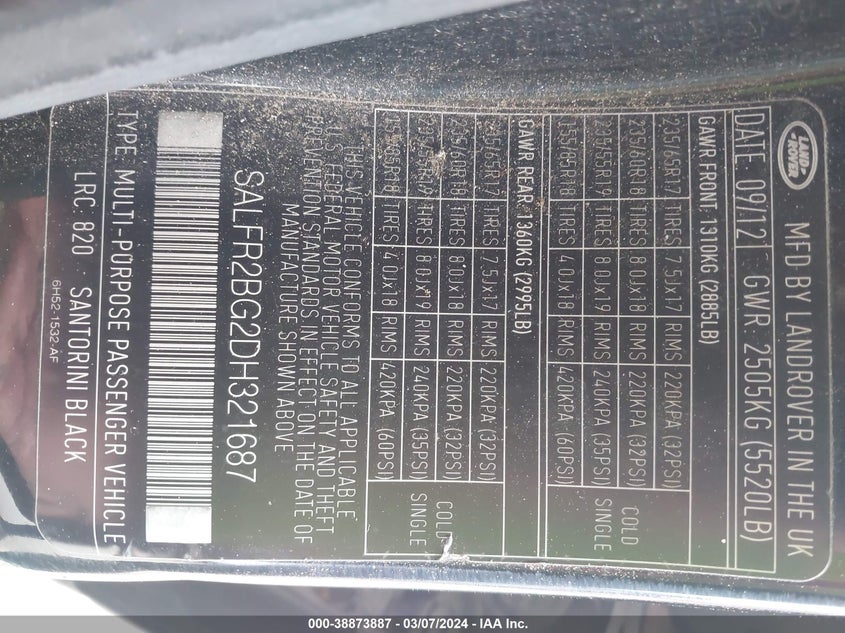 LAND
ROVER
MFD BY LANDROVER IN THE UK
DATE: 09/12 GWR: 2505KG (5520LB)
GAWR FRONT 1310KG (2885LB)
235/65R17 TIRES 7.5Jx17 RIMS 220KPA (32PSI)
235/60R18 TIRES 8.0Jx18 RIMS 220KPA (32PSI) COLD
235/55R19 TIRES 8.0Jx19 RIMS 240KPA (35PSI) SINGLE
155/85R18 TIRES 4.0Jx18 RIMS 420KPA (60PSI)
GAWR REAR 1360KG (2995LB)
235/65R17 TIRES 7.5Jx17 RIMS 220KPA (32PSI)
235/60R18 TIRES 8.0Jx18 RIMS 220KPA (32PSI) COLD
TIRES 8.0Jx19 RIMS 240KPA (35PSI) SINGLE
TIRES 4.0Jx18 RIMS 420KPA (60PSI)
THIS VEHICLE CONFORMS TO ALL APPLICABLE
U.S. FEDERAL MOTOR VEHICLE SAFETY AND THEFT
PREVENTION STANDARDS IN EFFECT ON THE DATE OF
MANUFACTURE SHOWN ABOVE
SALFR2BG2DH321687
TYPE: MULTI-PURPOSE PASSENGER VEHICLE
LRC: 820 SANTORINI BLACK
6H52-1532-AF
000-38873887 - 03/07/2024 - IAA Inc.